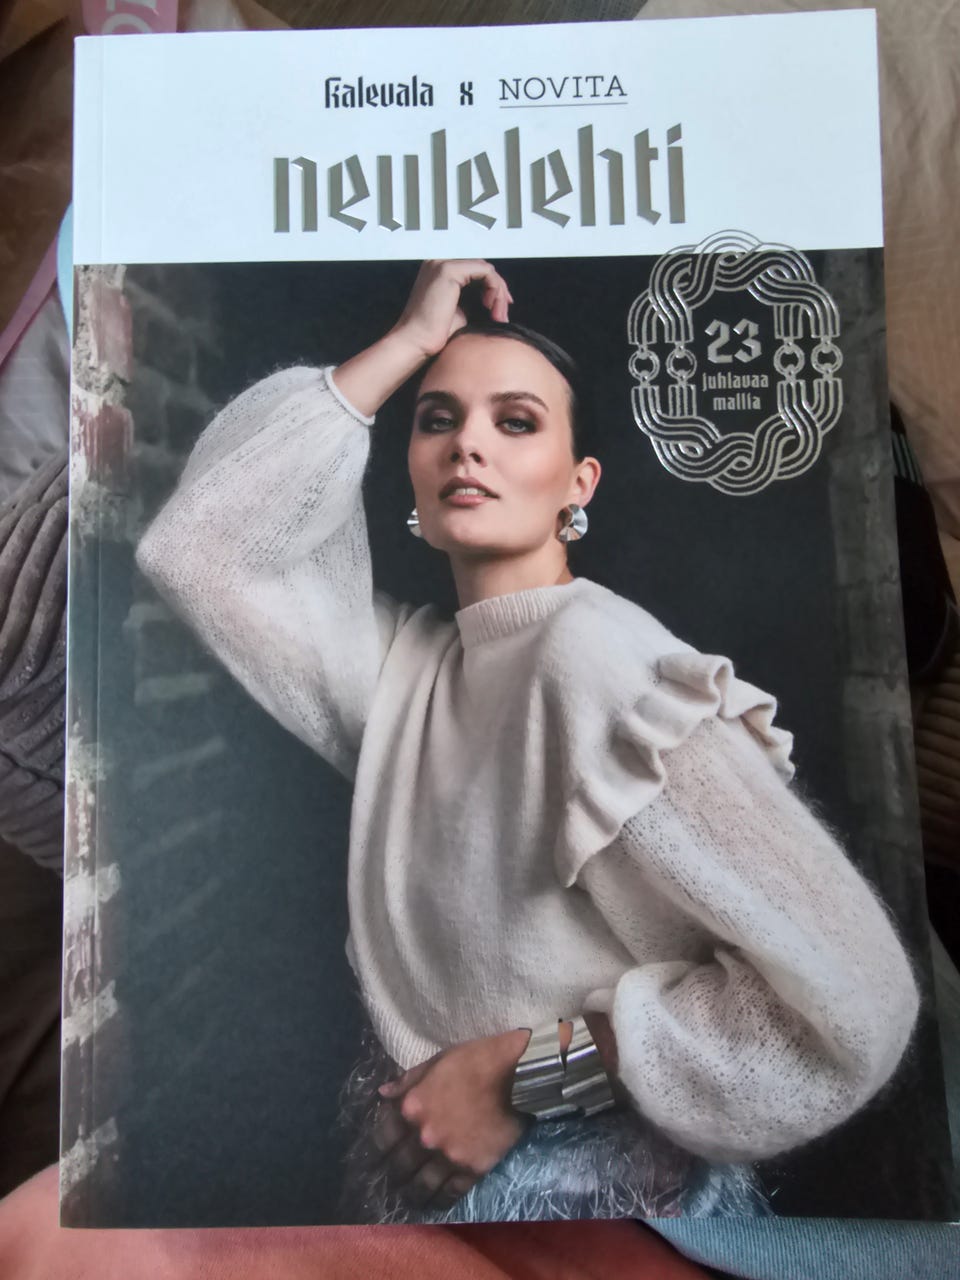 Kalevala x NOVITA
neulelehti
23
juhlavaa
mallia